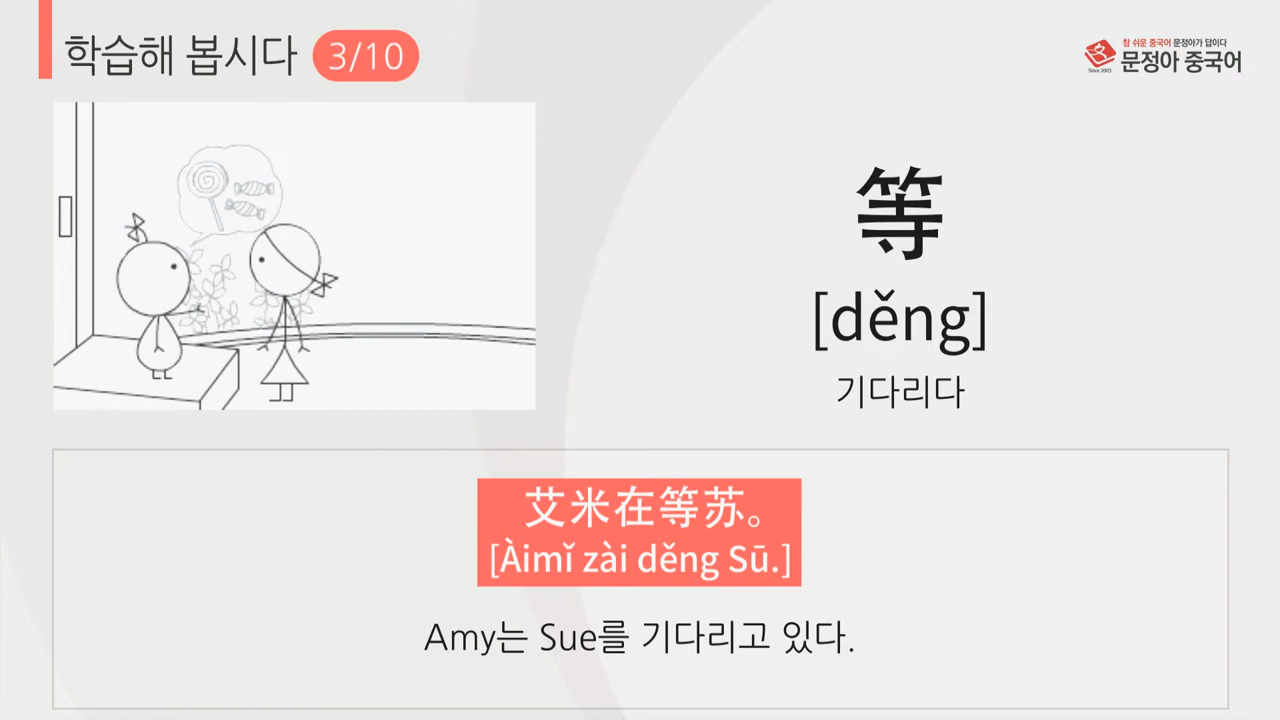 학습해 봅시다 3/10
참 쉬운 중국어 문정아가 답이다
문정아 중국어
Since 2003
等
[děng]
기다리다
艾米在等苏。
[Àimǐ zài děng Sū.]
Amy는 Sue를 기다리고 있다.